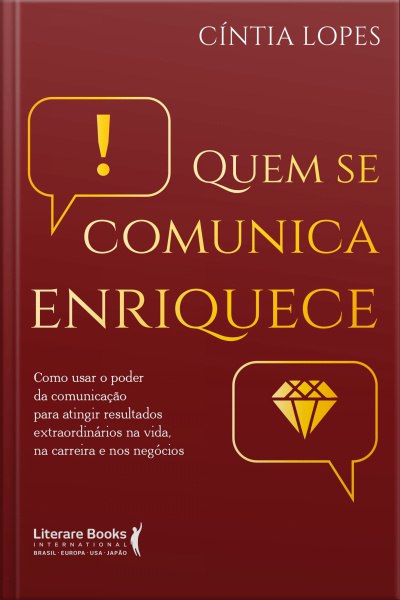 CÍNTIA LOPES
!
QUEM SE
COMUNICA
ENRIQUECE
Como usar o poder
da comunicação
para atingir resultados
extraordinários na vida,
na carreira e nos negócios
Literare Books
INTERNATIONAL
BRASIL · EUROPA · USA · JAPÃO